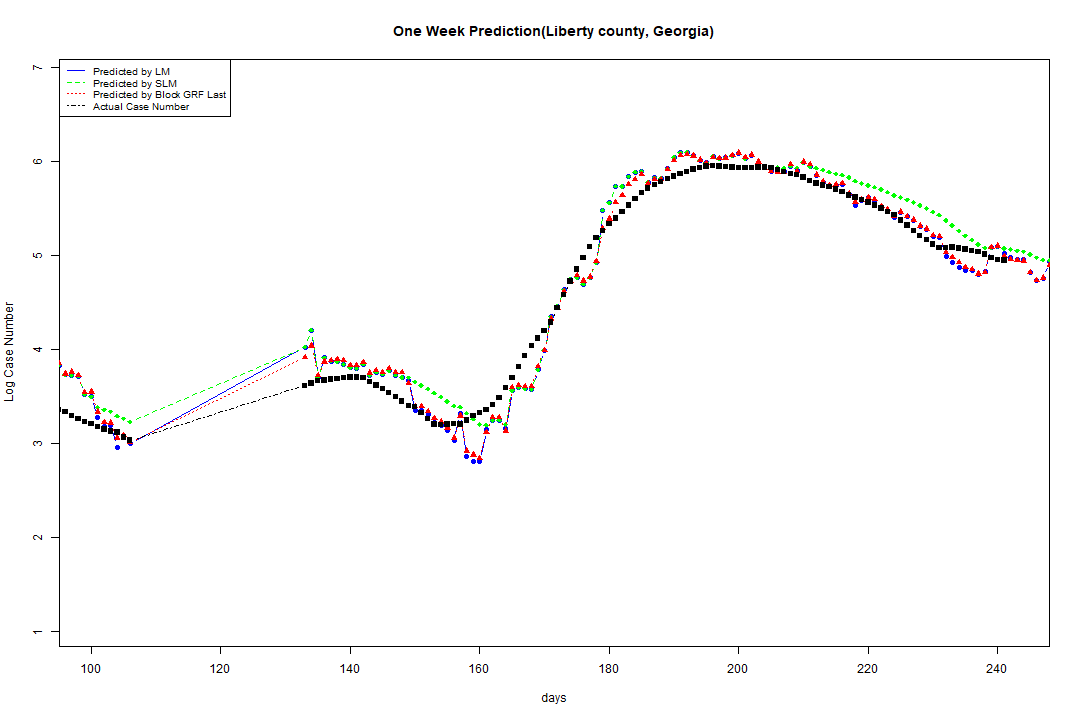 One Week Prediction(Liberty county, Georgia)
Predicted by LM
Predicted by SLM
Predicted by Block GRF Last
Actual Case Number
7
6
5
4
3
2
1
Log Case Number
100 120 140 160 180 200 220 240
days